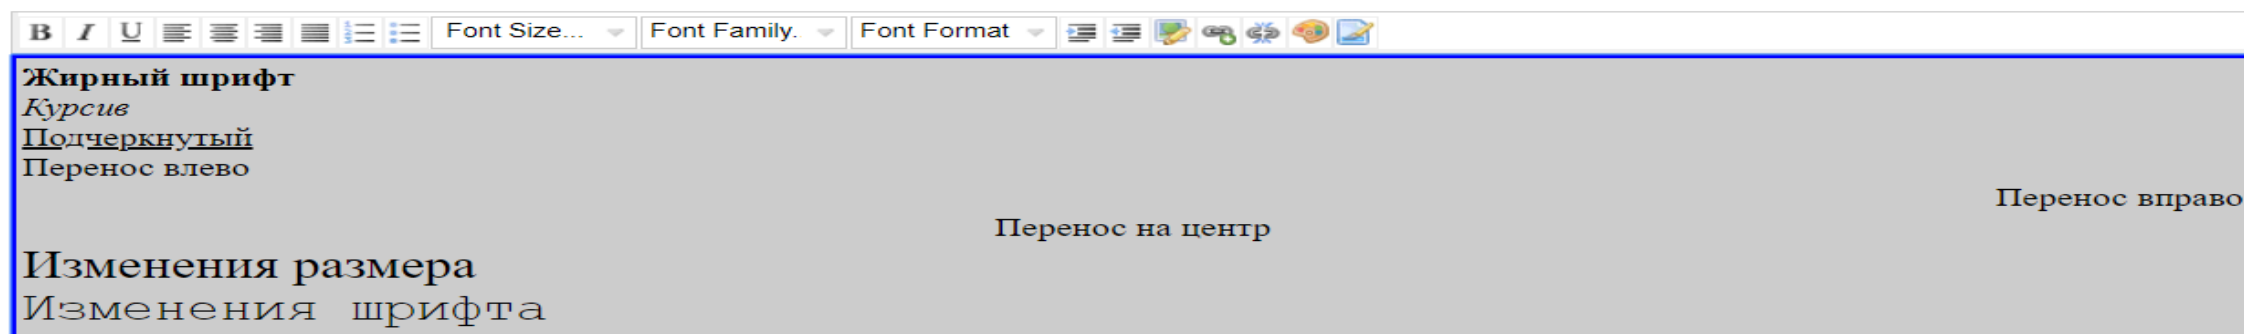 B I U Font Size... Font Family. Font Format
Жирный шрифт
Курсив
Подчеркнутый
Перенос влево
Перенос вправо
Перенос на центр
Изменения размера
Изменения шрифта